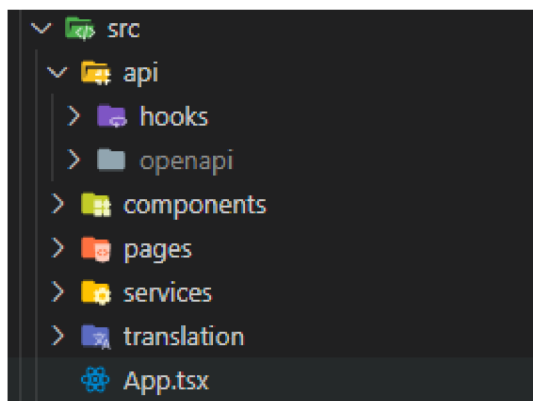 src
api
hooks
openapi
components
pages
services
translation
App.tsx